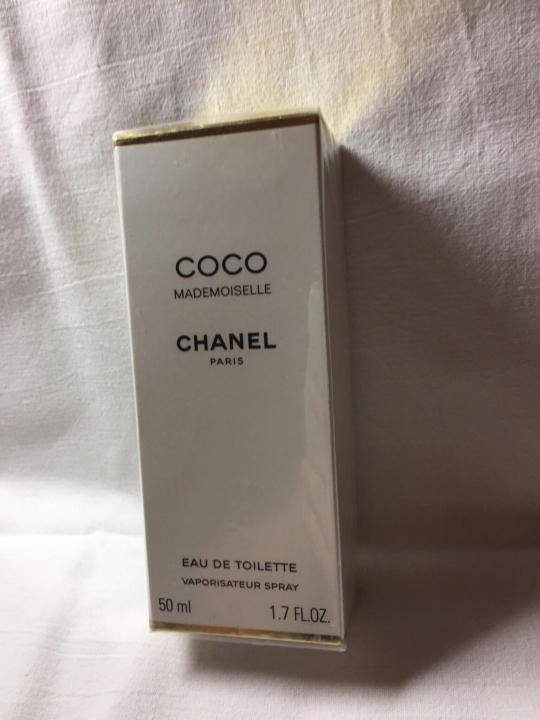 COCO
MADEMOISELLE
CHANEL
PARIS
EAU DE TOILETTE
VAPORISATEUR SPRAY
50 ml 1.7 FL.OZ.